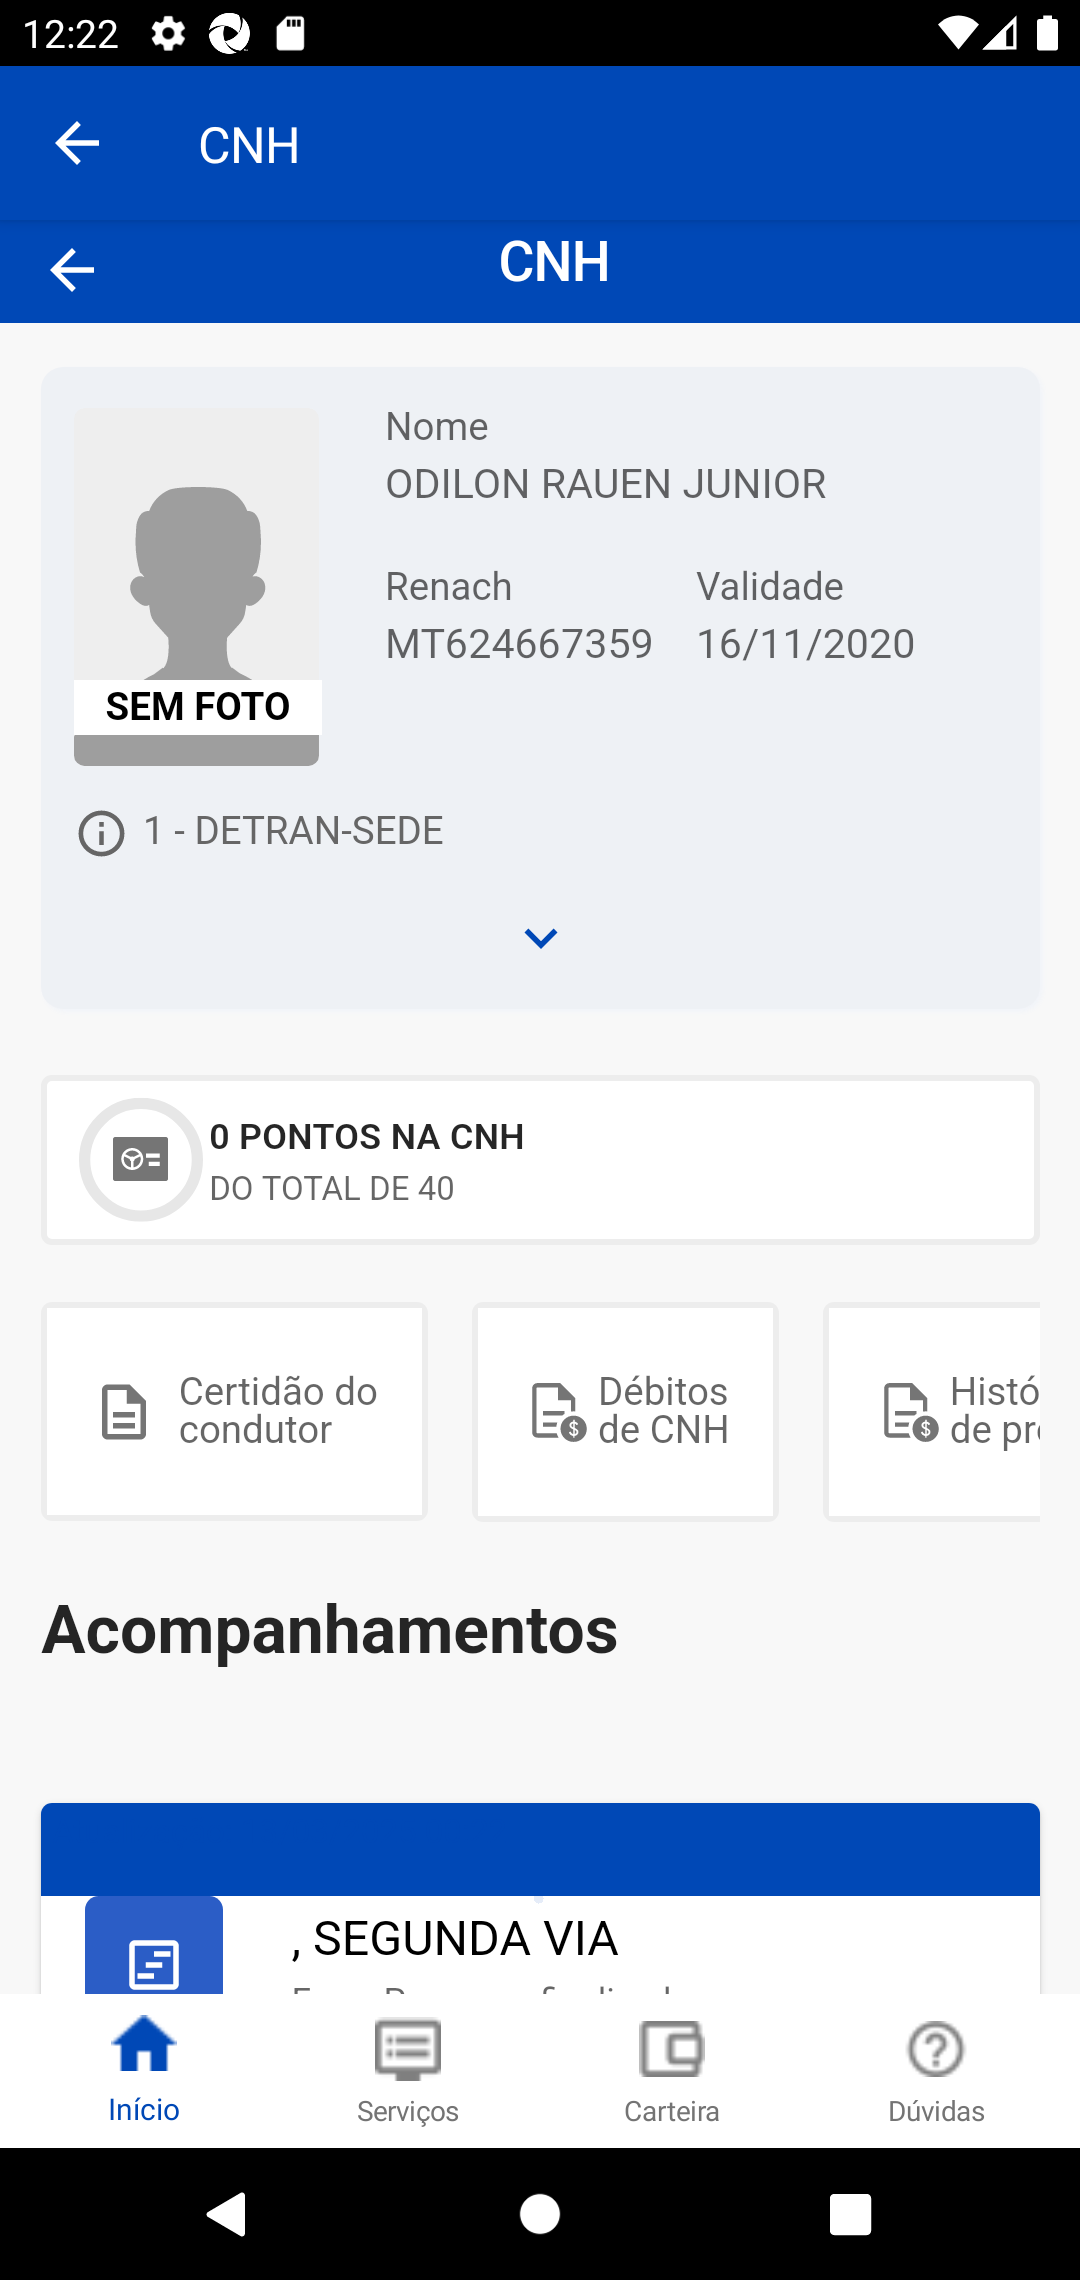 12:22
CNH
CNH
Nome
ODILON RAUEN JUNIOR
Renach Validade
MT624667359 16/11/2020
SEM FOTO
1 - DETRAN-SEDE
0 PONTOS NA CNH
DO TOTAL DE 40
Certidão do
condutor
Débitos
de CNH
Histó
de pr
Acompanhamentos
, SEGUNDA VIA
Início
Serviços
Carteira
Dúvidas